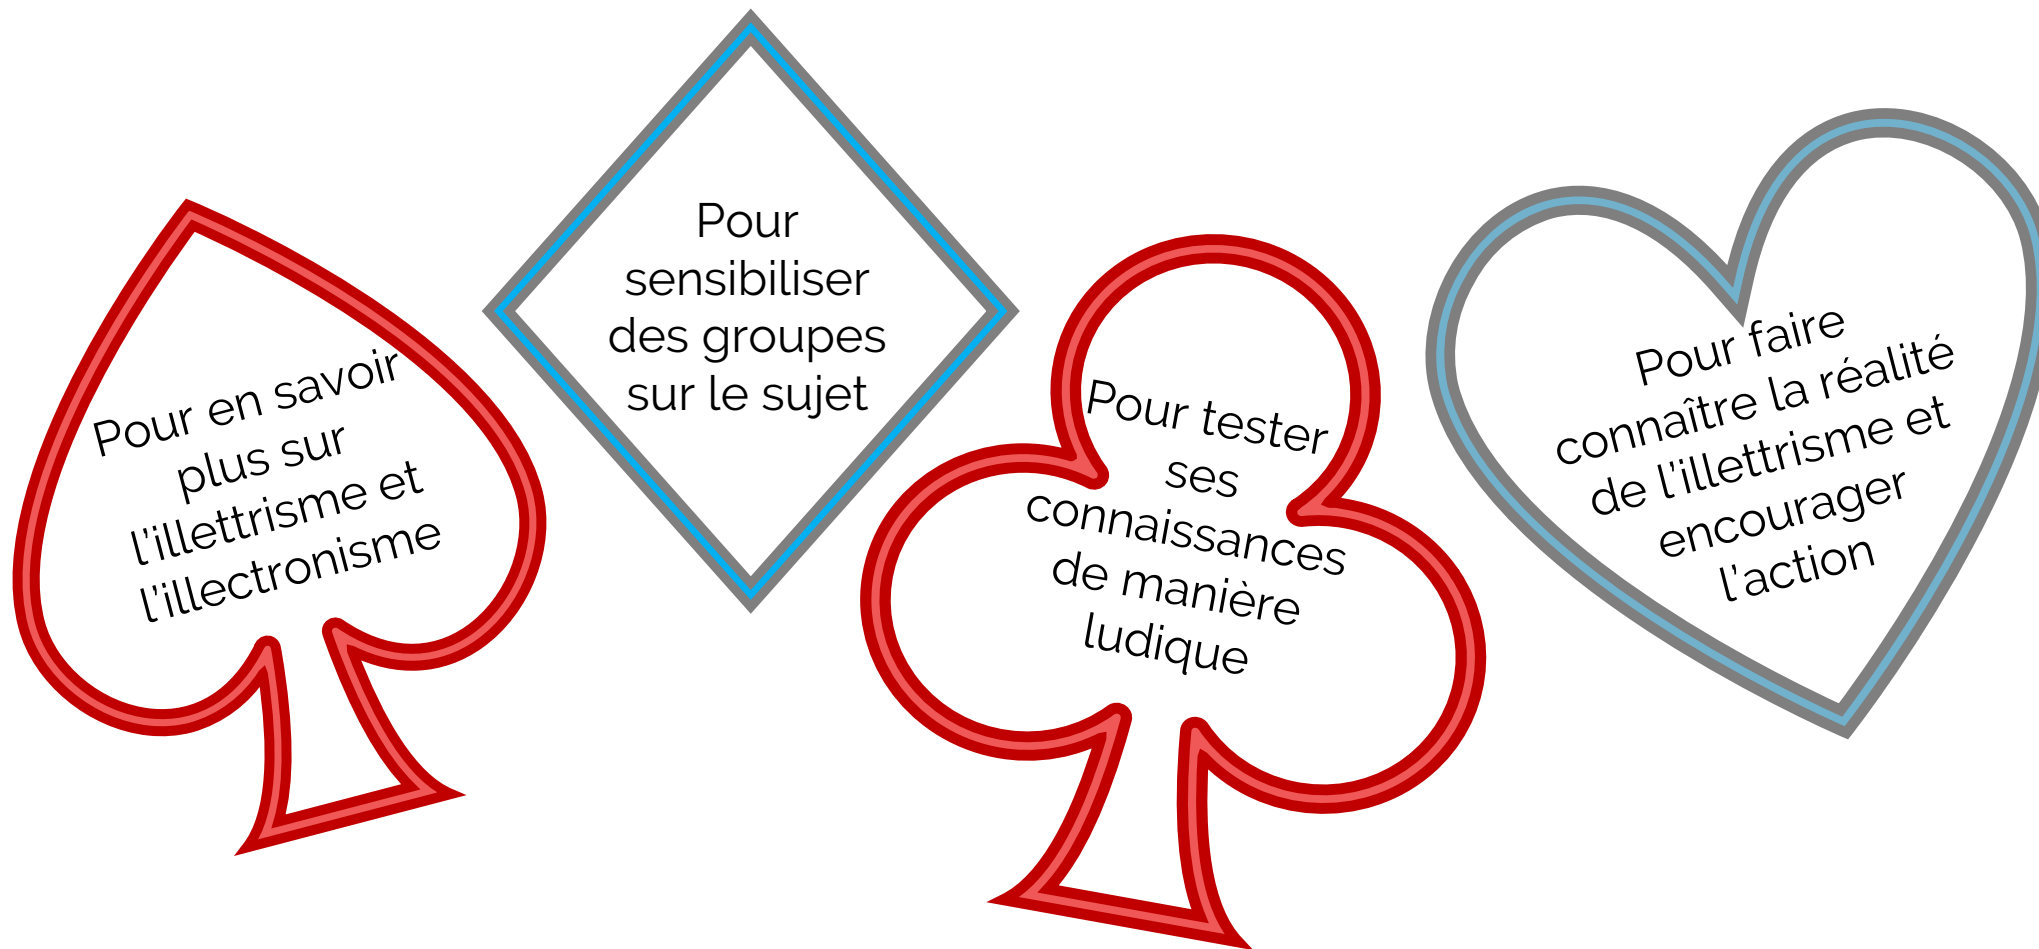 Pour en savoir
plus sur
l’illettrisme et
l’illectronisme
Pour
sensibiliser
des groupes
sur le sujet
Pour tester
ses
connaissances
de manière
ludique
Pour faire
connaître la réalité
de l’illettrisme et
encourager
l’action